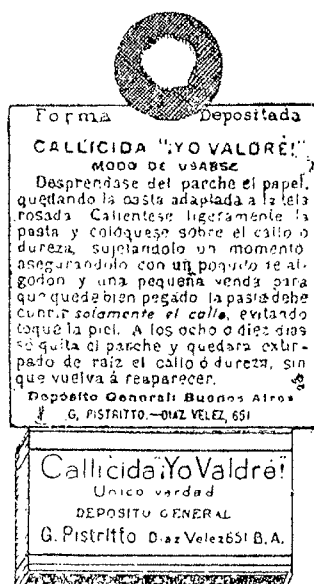 Forma Depositada
CALLICIDA "¡YO VALDRÉ!"
MODO DE USARSE
Desprendase del parche el papel,
quedando la pasta adaptada a la tela
rosada Calientese ligeramente la
pasta y colóquese sobre el callo o
dureza, sujetandolo un momento
asegurandolo con un poquito de al-
godon y una pequeña venda para
que quede bien pegado la pasta debe
cubrir solamente el callo, evitando
toque la piel. A los ocho o diez dias
se quita el parche y quedara extir-
pado de raiz el callo ó dureza, sin
que vuelva á reaparecer.
Depósito General: Buenos Aires
G. PISTRITTO.—DIAZ VELEZ, 651
Callicida ¡Yo Valdré!
Unico verdad
DEPOSITO GENERAL
G. Pistritto Diaz Velez 651 B. A.